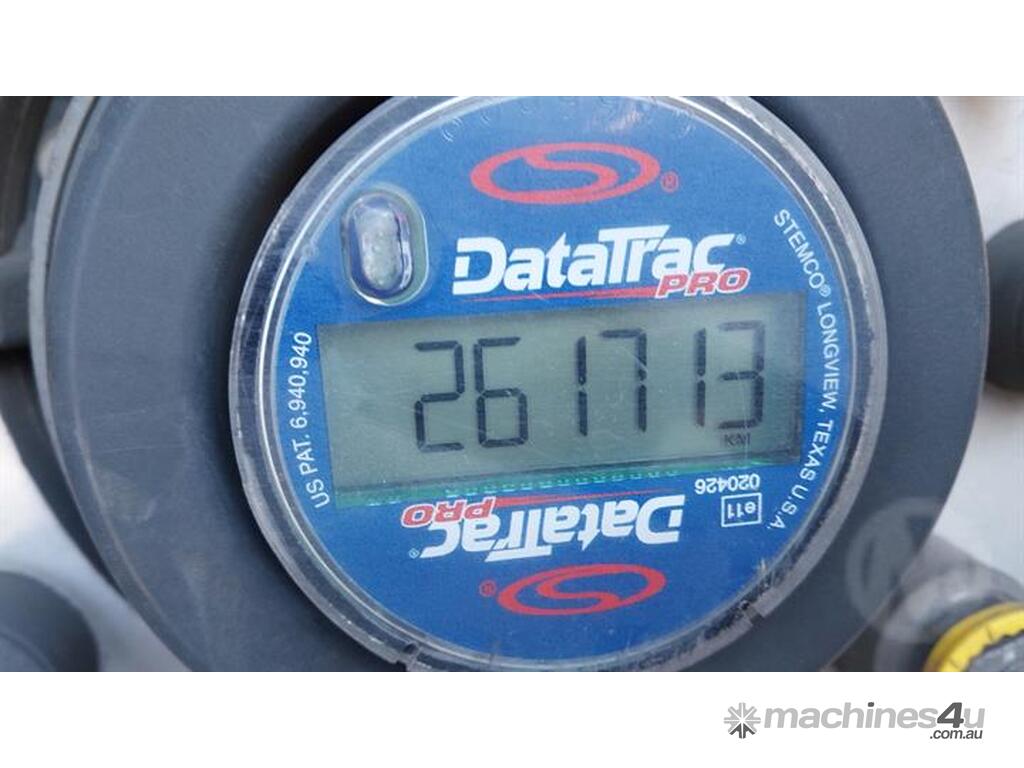 DataTrac®
PRO
STEMCO® LONGVIEW, TEXAS U.S.A.
US PAT. 6,940,940
261713
KM
020426
e11
DataTrac®
PRO
machines4u
.com.au